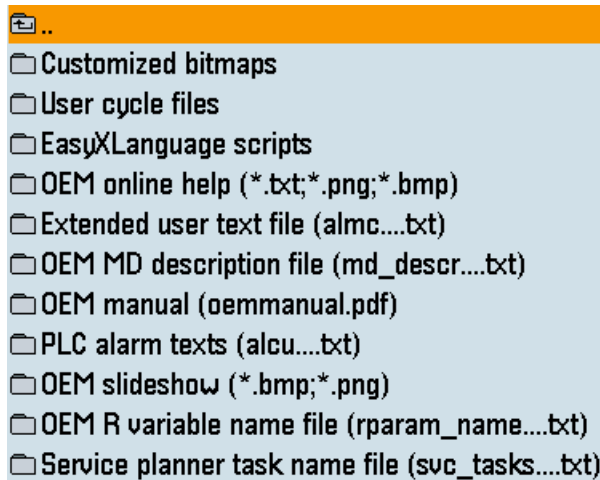 ..
Customized bitmaps
User cycle files
EasyXLanguage scripts
OEM online help (*.txt;*.png;*.bmp)
Extended user text file (almc....txt)
OEM MD description file (md_descr....txt)
OEM manual (oemmanual.pdf)
PLC alarm texts (alcu....txt)
OEM slideshow (*.bmp;*.png)
OEM R variable name file (rparam_name....txt)
Service planner task name file (svc_tasks....txt)